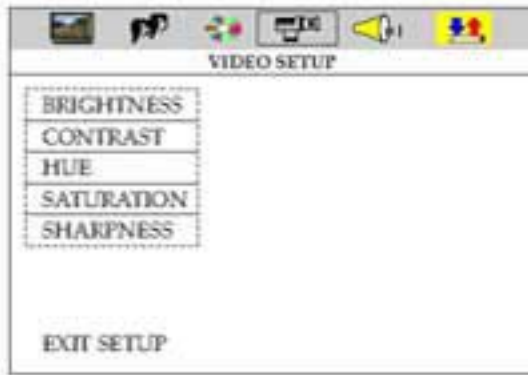 VIDEO SETUP
BRIGHTNESS
CONTRAST
HUE
SATURATION
SHARPNESS
EXIT SETUP